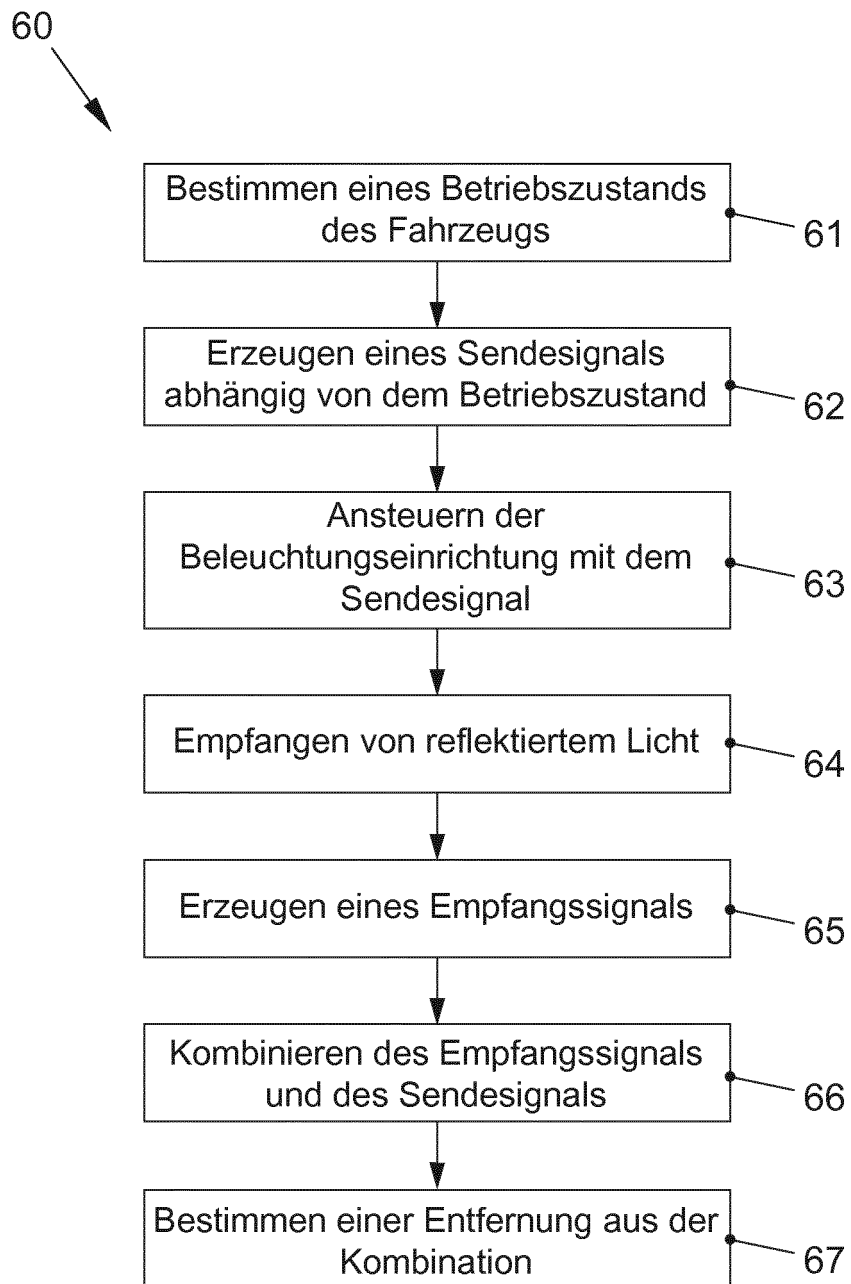 60
Bestimmen eines Betriebszustands
des Fahrzeugs
61
Erzeugen eines Sendesignals
abhängig von dem Betriebszustand
62
Ansteuern der
Beleuchtungseinrichtung mit dem
Sendesignal
63
Empfangen von reflektiertem Licht
64
Erzeugen eines Empfangssignals
65
Kombinieren des Empfangssignals
und des Sendesignals
66
Bestimmen einer Entfernung aus der
Kombination
67